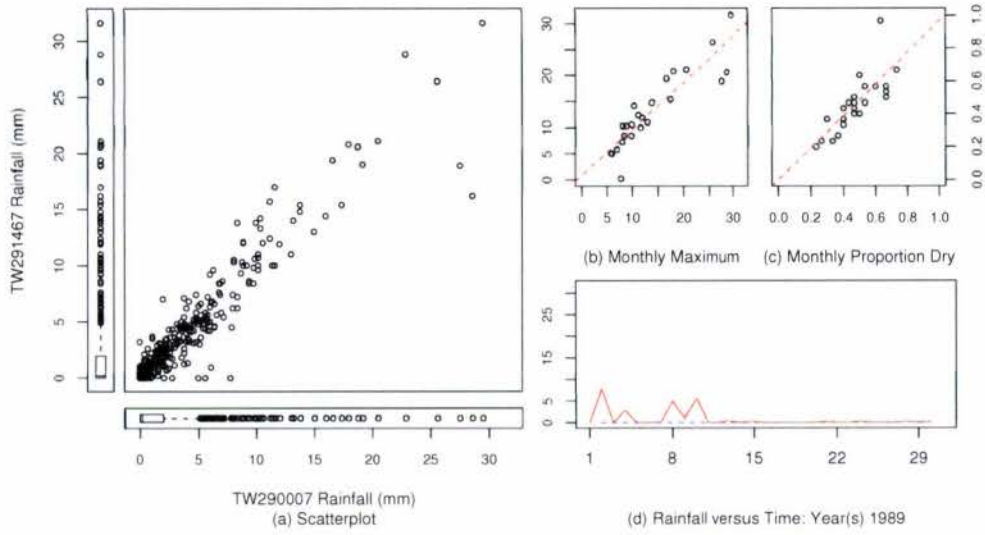 TW291467 Rainfall (mm)
0 5 10 15 20 25 30
0 5 10 15 20 25 30
TW290007 Rainfall (mm)
(a) Scatterplot
0 5 10 20 30
0 5 10 20 30
(b) Monthly Maximum
0.0 0.2 0.4 0.6 0.8 1.0
0.0 0.2 0.4 0.6 0.8 1.0
(c) Monthly Proportion Dry
0 5 15 25
1 8 15 22 29
(d) Rainfall versus Time: Year(s) 1989